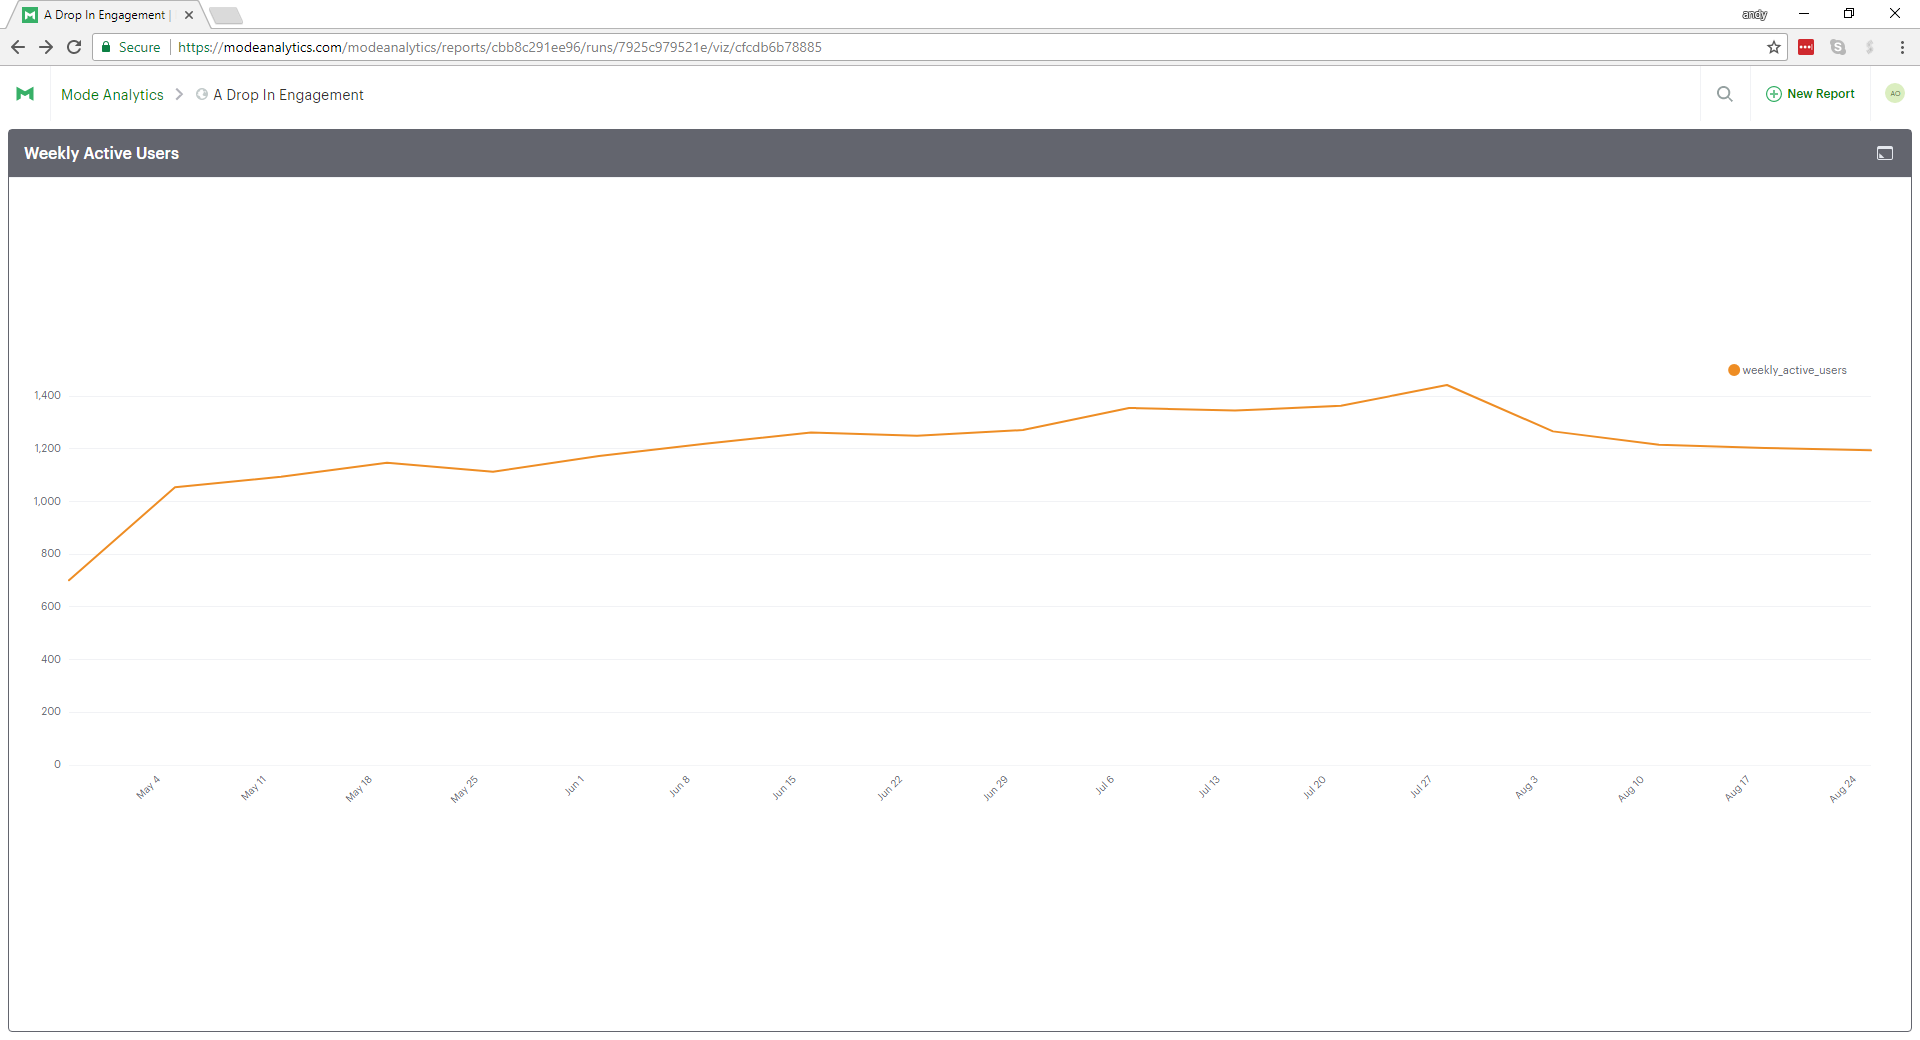 A Drop In Engagement |
andy
Secure | https://modeanalytics.com/modeanalytics/reports/cbb8c291ee96/runs/7925c979521e/viz/cfcdb6b78885
Mode Analytics > A Drop In Engagement
New Report
AO
Weekly Active Users
weekly_active_users
1,400
1,200
1,000
800
600
400
200
0
May 4 May 11 May 18 May 25 Jun 1 Jun 8 Jun 15 Jun 22 Jun 29 Jul 6 Jul 13 Jul 20 Jul 27 Aug 3 Aug 10 Aug 17 Aug 24